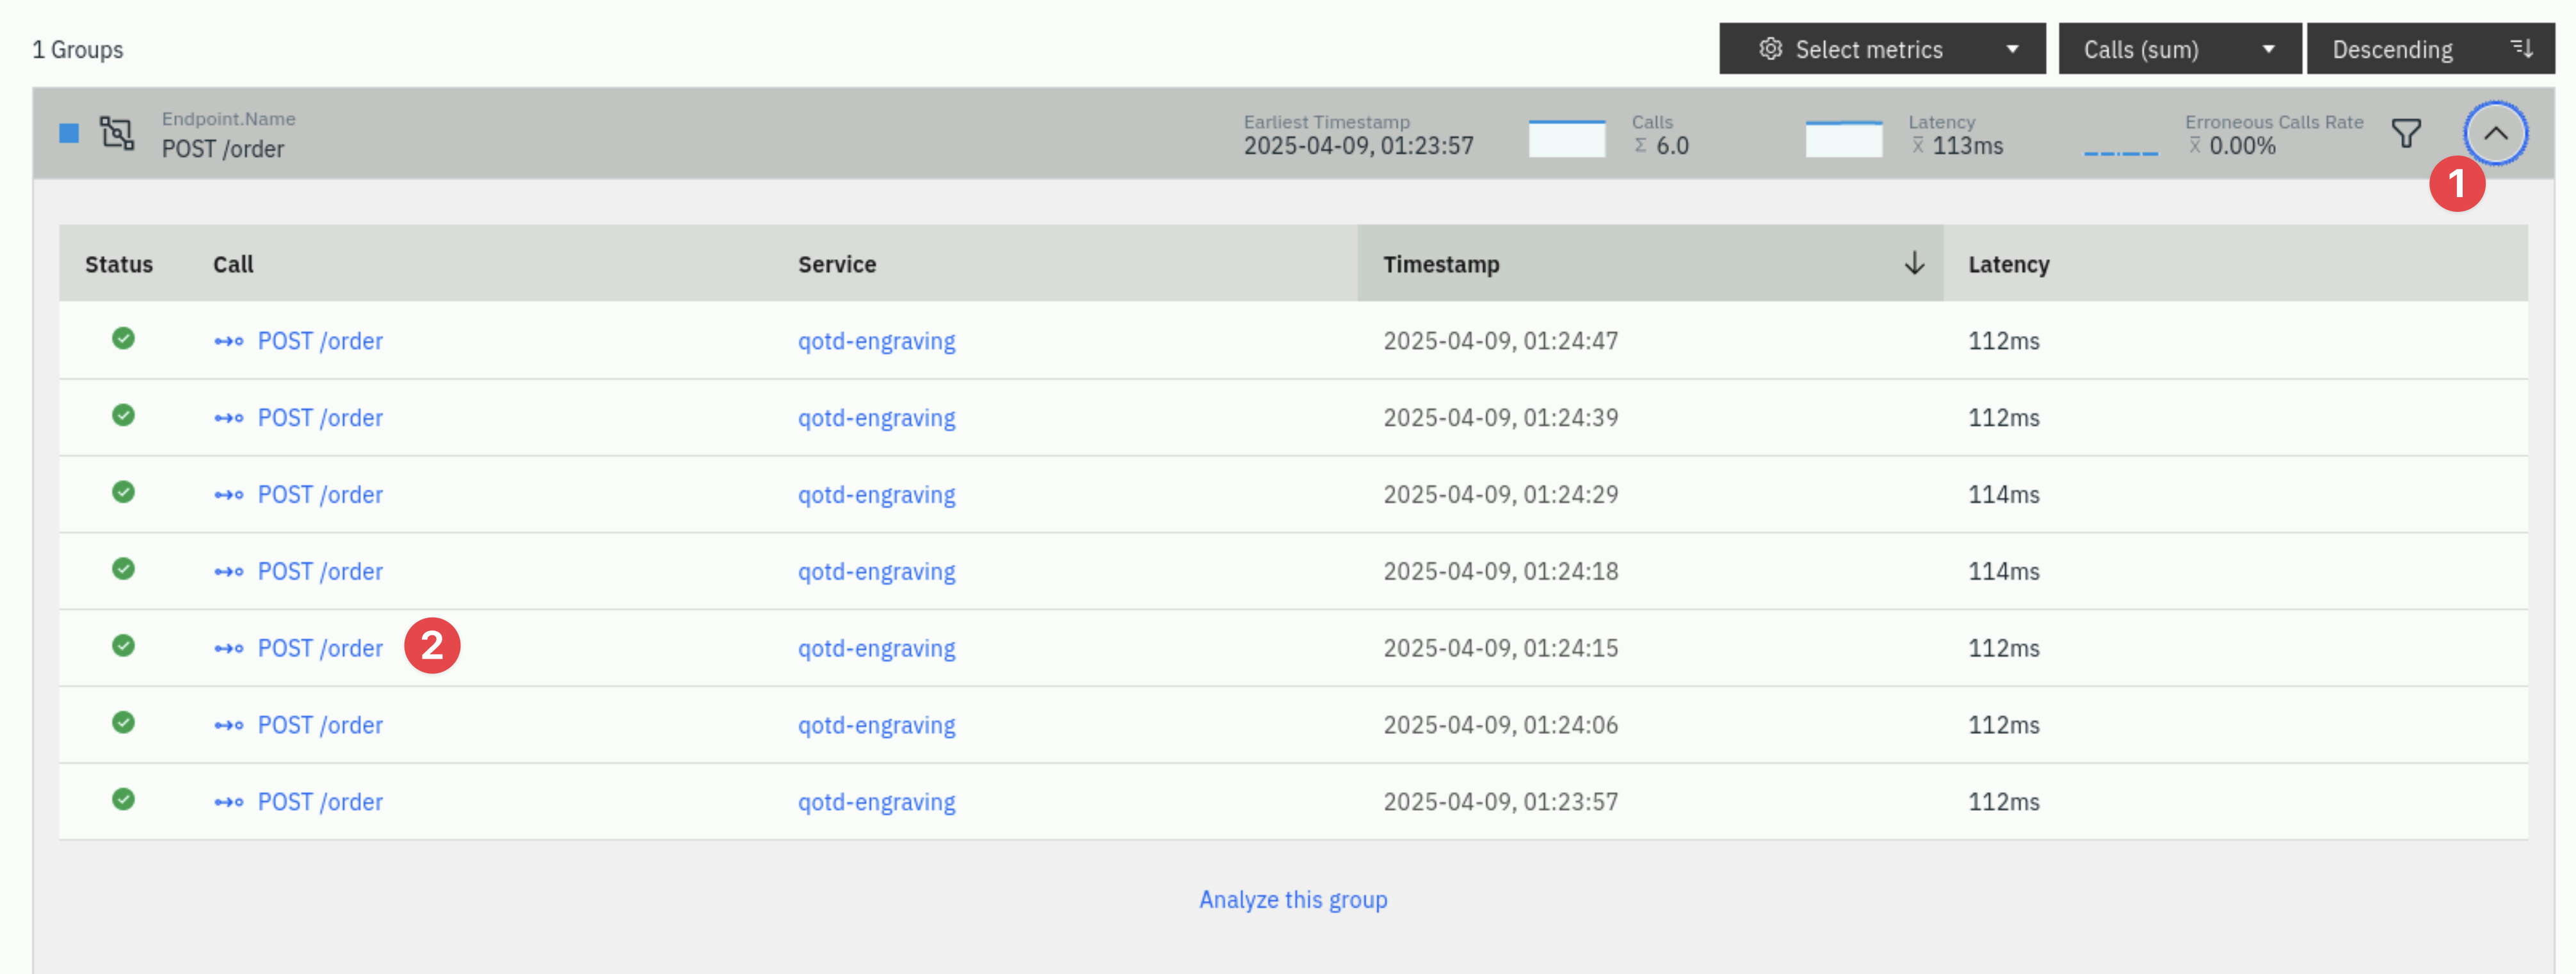 1 Groups
Select metrics
Calls (sum)
Descending
Endpoint.Name
POST /order
Earliest Timestamp
2025-04-09, 01:23:57
Calls
Σ 6.0
Latency
x̅ 113ms
Erroneous Calls Rate
x̅ 0.00%
1
Status Call Service Timestamp Latency
POST /order qotd-engraving 2025-04-09, 01:24:47 112ms
POST /order qotd-engraving 2025-04-09, 01:24:39 112ms
POST /order qotd-engraving 2025-04-09, 01:24:29 114ms
POST /order qotd-engraving 2025-04-09, 01:24:18 114ms
POST /order 2 qotd-engraving 2025-04-09, 01:24:15 112ms
POST /order qotd-engraving 2025-04-09, 01:24:06 112ms
POST /order qotd-engraving 2025-04-09, 01:23:57 112ms
Analyze this group